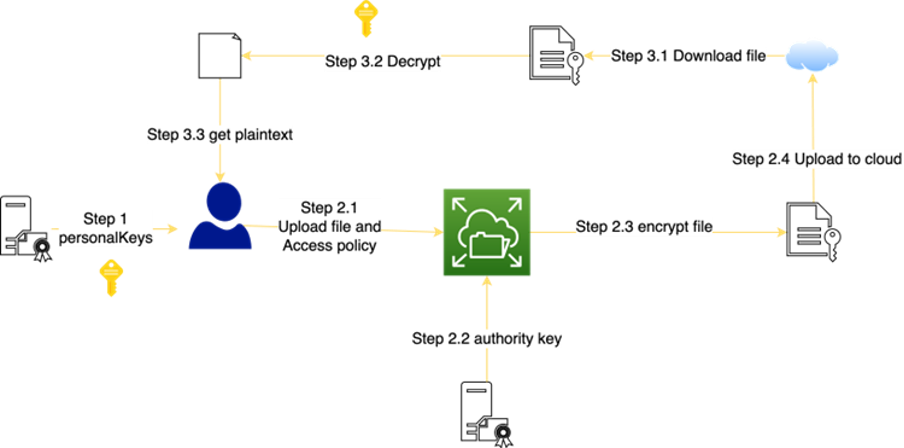 Step 3.2 Decrypt
Step 3.1 Download file
Step 3.3 get plaintext
Step 2.4 Upload to cloud
Step 1
personalKeys
Step 2.1
Upload file and
Access policy
Step 2.3 encrypt file
Step 2.2 authority key